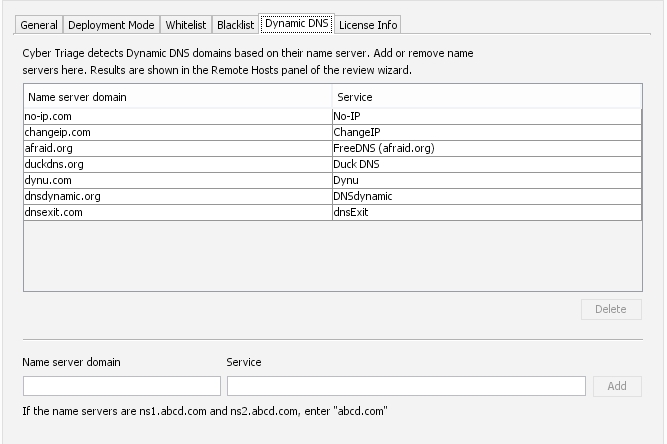 General Deployment Mode Whitelist Blacklist Dynamic DNS License Info
Cyber Triage detects Dynamic DNS domains based on their name server. Add or remove name
servers here. Results are shown in the Remote Hosts panel of the review wizard.
Name server domain Service
no-ip.com No-IP
changeip.com ChangeIP
afraid.org FreeDNS (afraid.org)
duckdns.org Duck DNS
dynu.com Dynu
dnsdynamic.org DNSdynamic
dnsexit.com dnsExit
Delete
Name server domain Service
Add
If the name servers are ns1.abcd.com and ns2.abcd.com, enter "abcd.com"